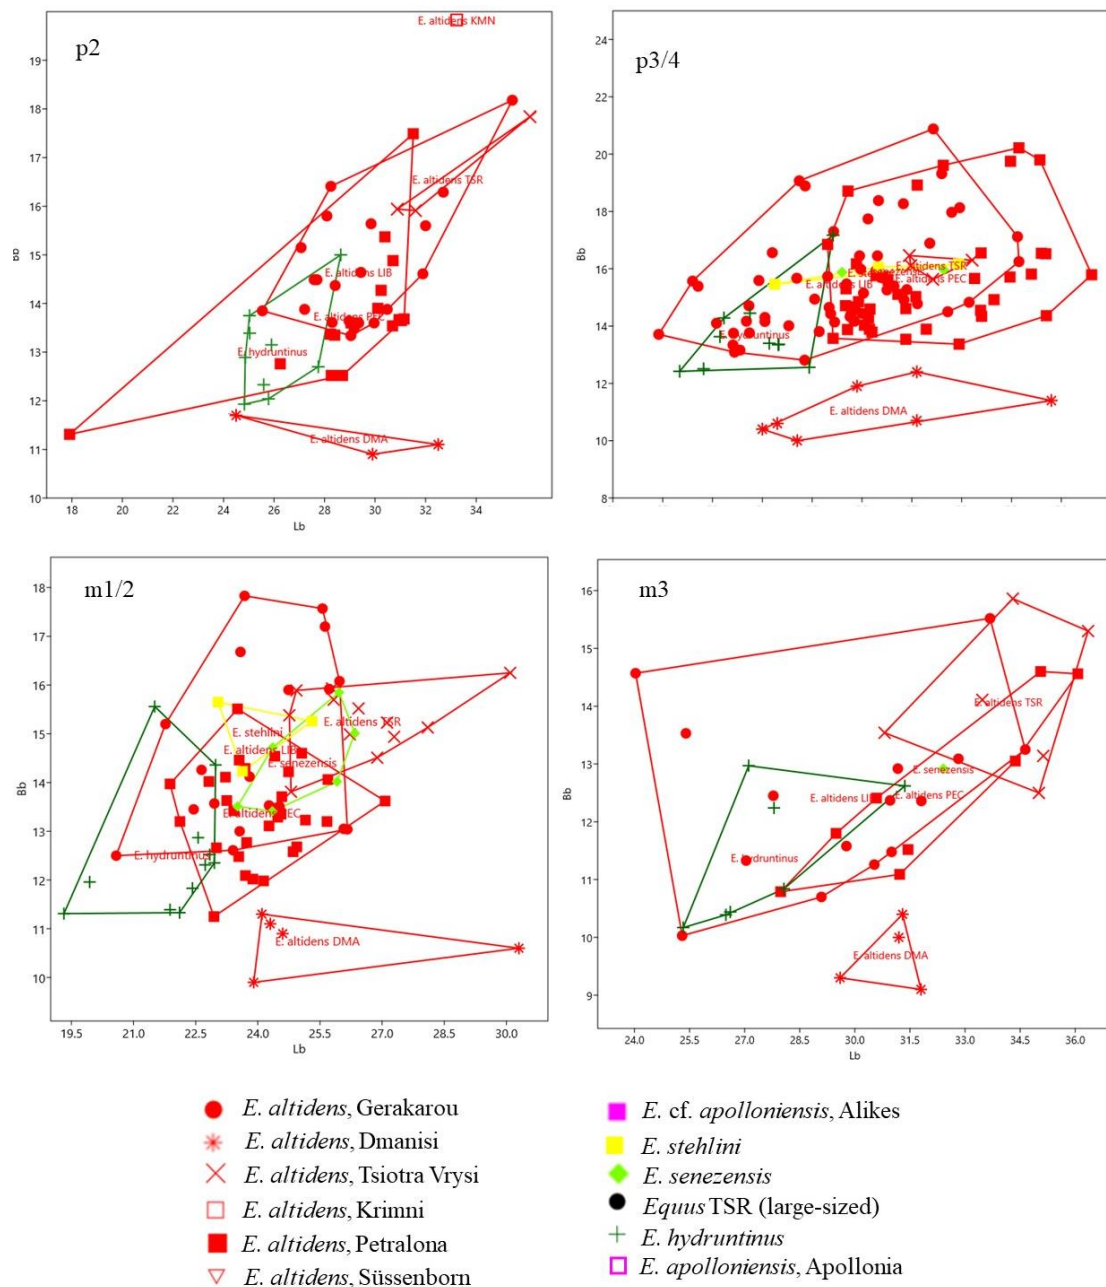 p2
E. altidens KMN
E. altidens TSR
E. altidens LIB
E. altidens PEC
E. hydruntinus
E. altidens DMA
19
18
17
16
15
14
13
12
11
10
Bb
18 20 22 24 26 28 30 32 34
Lb
p3/4
24
22
20
18
16
14
12
10
8
Bb
E. altidens TSR
E. altidens PEC
E. altidens LIB
E. hydruntinus
E. altidens DMA
m1/2
18
17
16
15
14
13
12
11
10
Bb
E. stehlini
E. altidens TSR
E. altidens LIB
E. senezensis
E. altidens PEC
E. hydruntinus
E. altidens DMA
19.5 21.0 22.5 24.0 25.5 27.0 28.5 30.0
Lb
m3
16
15
14
13
12
11
10
9
Bb
E. altidens TSR
E. senezensis
E. altidens LIB
E. altidens PEC
E. hydruntinus
E. altidens DMA
24.0 25.5 27.0 28.5 30.0 31.5 33.0 34.5 36.0
Lb
E. altidens, Gerakarou
E. altidens, Dmanisi
E. altidens, Tsiotra Vrysi
E. altidens, Krimni
E. altidens, Petralona
E. altidens, Süssenborn
E. cf. apolloniensis, Alikes
E. stehlini
E. senezensis
Equus TSR (large-sized)
E. hydruntinus
E. apolloniensis, Apollonia